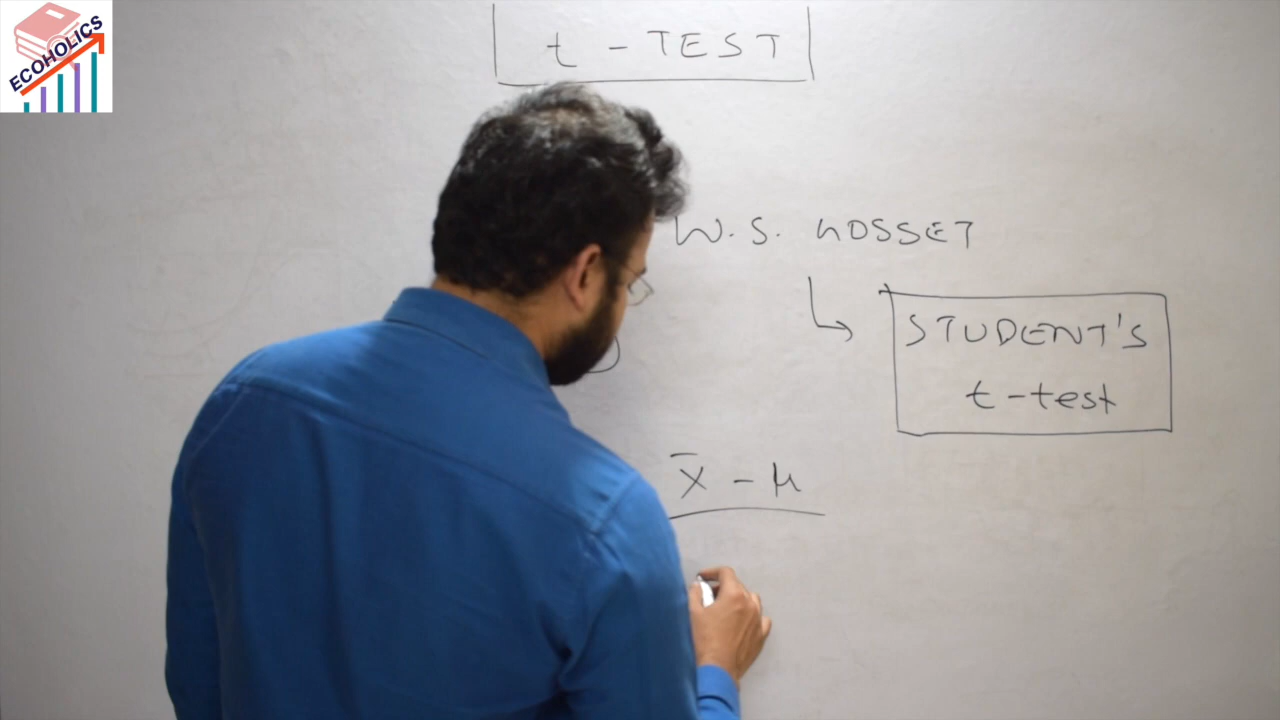 ECOHOLICS
t - TEST
W. S. GOSSET
STUDENT'S
t-test
x̄ - μ